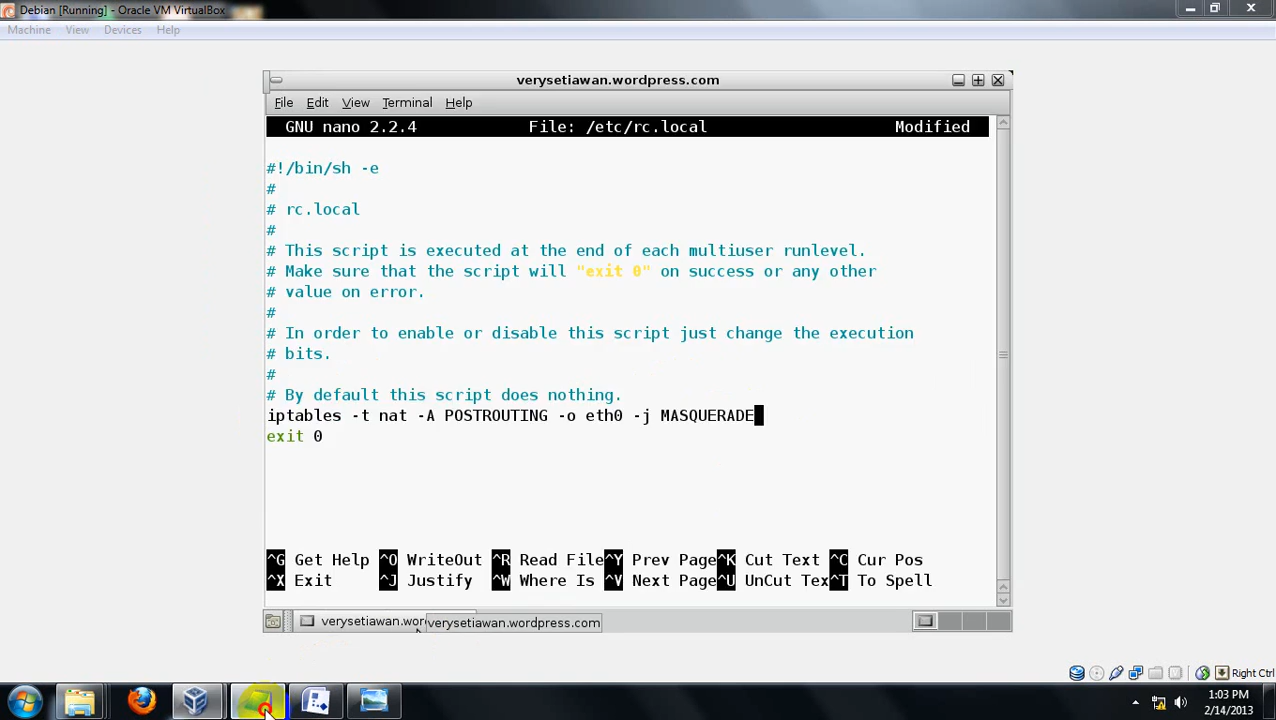 Debian [Running] - Oracle VM VirtualBox
Machine View Devices Help
verysetiawan.wordpress.com
File Edit View Terminal Help
GNU nano 2.2.4 File: /etc/rc.local Modified
#!/bin/sh -e
#
# rc.local
#
# This script is executed at the end of each multiuser runlevel.
# Make sure that the script will "exit 0" on success or any other
# value on error.
#
# In order to enable or disable this script just change the execution
# bits.
#
# By default this script does nothing.
iptables -t nat -A POSTROUTING -o eth0 -j MASQUERADE
exit 0
^G Get Help ^O WriteOut ^R Read File ^Y Prev Page ^K Cut Text ^C Cur Pos
^X Exit ^J Justify ^W Where Is ^V Next Page ^U UnCut Tex ^T To Spell
verysetiawan.wor verysetiawan.wordpress.com
Right Ctrl
1:03 PM
2/14/2013